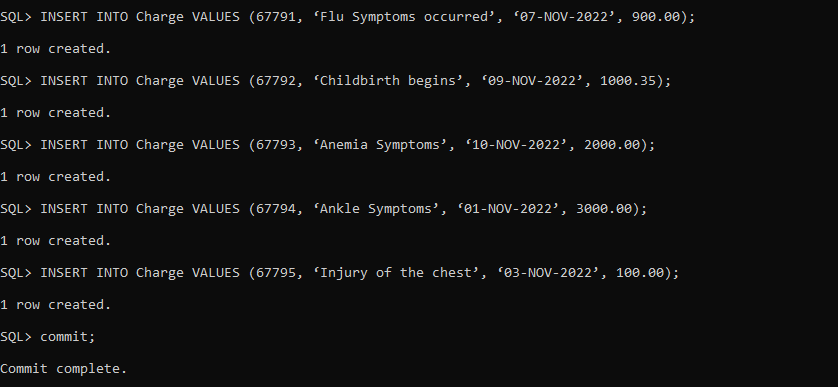 SQL> INSERT INTO Charge VALUES (67791, ‘Flu Symptoms occurred’, ‘07-NOV-2022’, 900.00);
1 row created.
SQL> INSERT INTO Charge VALUES (67792, ‘Childbirth begins’, ‘09-NOV-2022’, 1000.35);
1 row created.
SQL> INSERT INTO Charge VALUES (67793, ‘Anemia Symptoms’, ‘10-NOV-2022’, 2000.00);
1 row created.
SQL> INSERT INTO Charge VALUES (67794, ‘Ankle Symptoms’, ‘01-NOV-2022’, 3000.00);
1 row created.
SQL> INSERT INTO Charge VALUES (67795, ‘Injury of the chest’, ‘03-NOV-2022’, 100.00);
1 row created.
SQL> commit;
Commit complete.